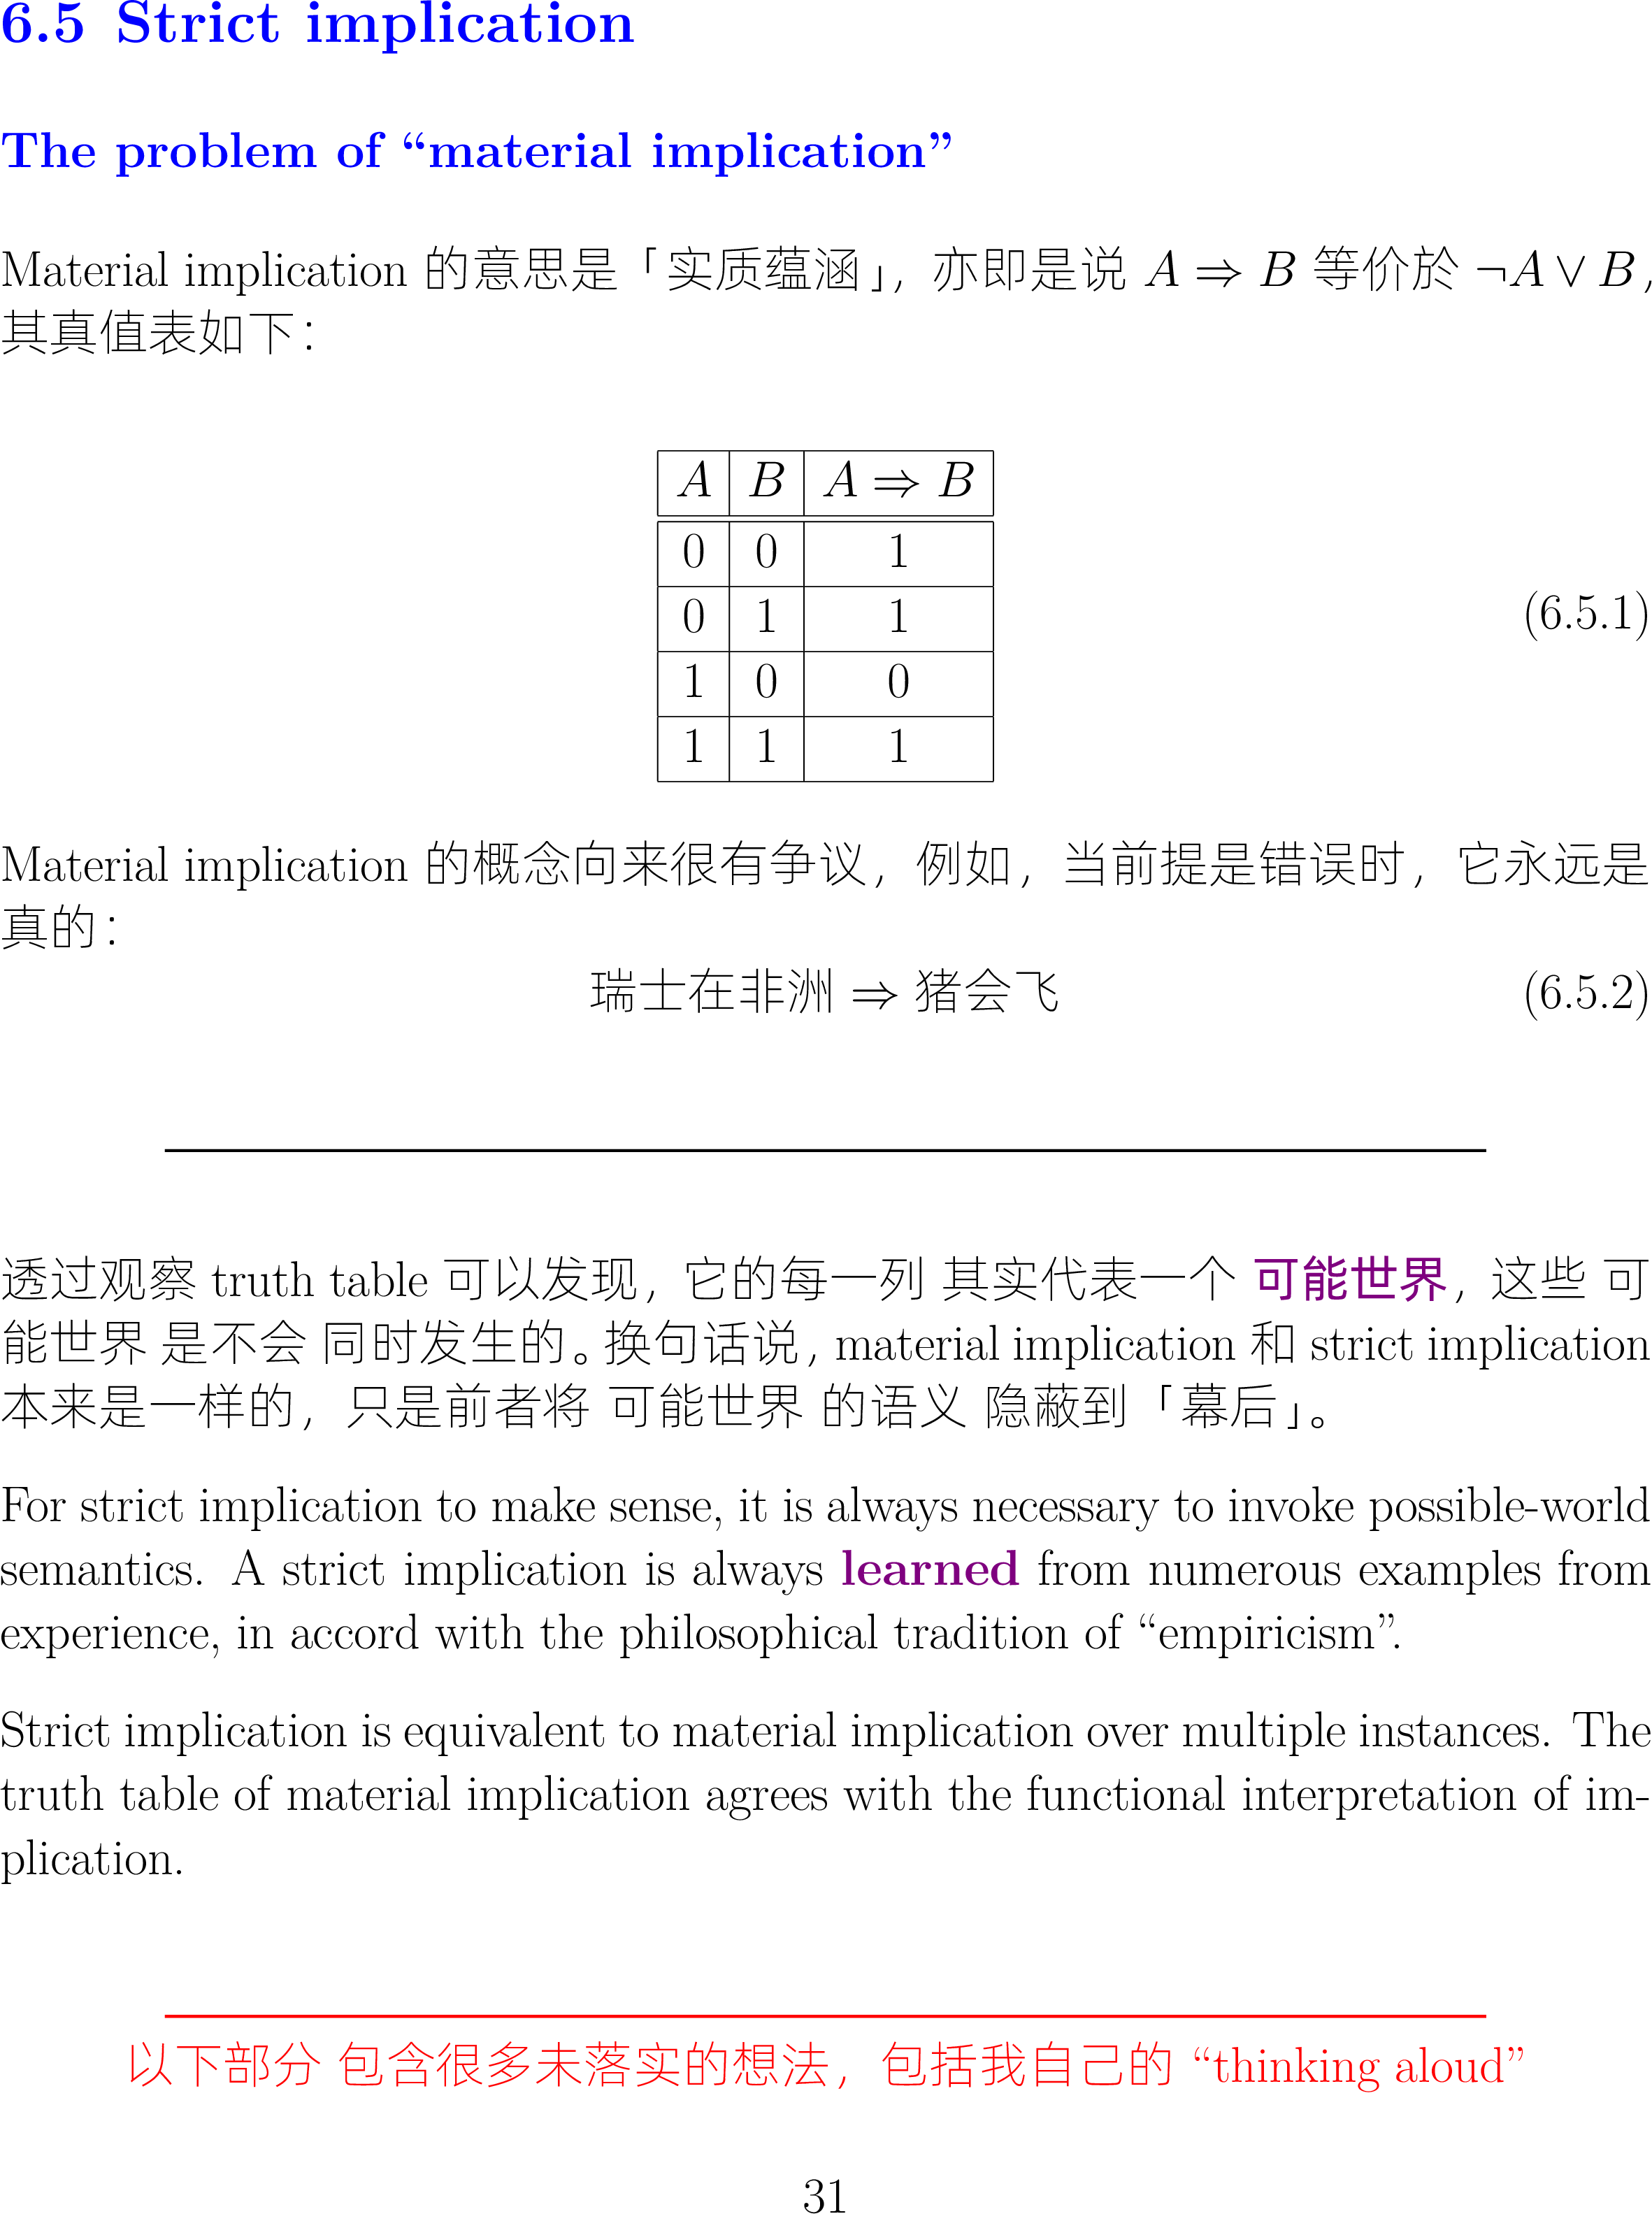 6.5 Strict implication
The problem of “material implication”
Material implication 的意思是「实质蕴涵」，亦即是说 A ⇒ B 等价於 ¬A ∨ B，
其真值表如下：
A B A ⇒ B
0 0 1
0 1 1
(6.5.1)
1 0 0
1 1 1
Material implication 的概念向来很有争议，例如，当前提是错误时，它永远是
真的：
瑞士在非洲 ⇒ 猪会飞 (6.5.2)
透过观察 truth table 可以发现，它的每一列 其实代表一个 可能世界，这些 可
能世界 是不会 同时发生的。换句话说，material implication 和 strict implication
本来是一样的，只是前者将 可能世界 的语义 隐蔽到「幕后」。
For strict implication to make sense, it is always necessary to invoke possible-world
semantics. A strict implication is always learned from numerous examples from
experience, in accord with the philosophical tradition of “empiricism”.
Strict implication is equivalent to material implication over multiple instances. The
truth table of material implication agrees with the functional interpretation of im-
plication.
以下部分 包含很多未落实的想法，包括我自己的 “thinking aloud”
31